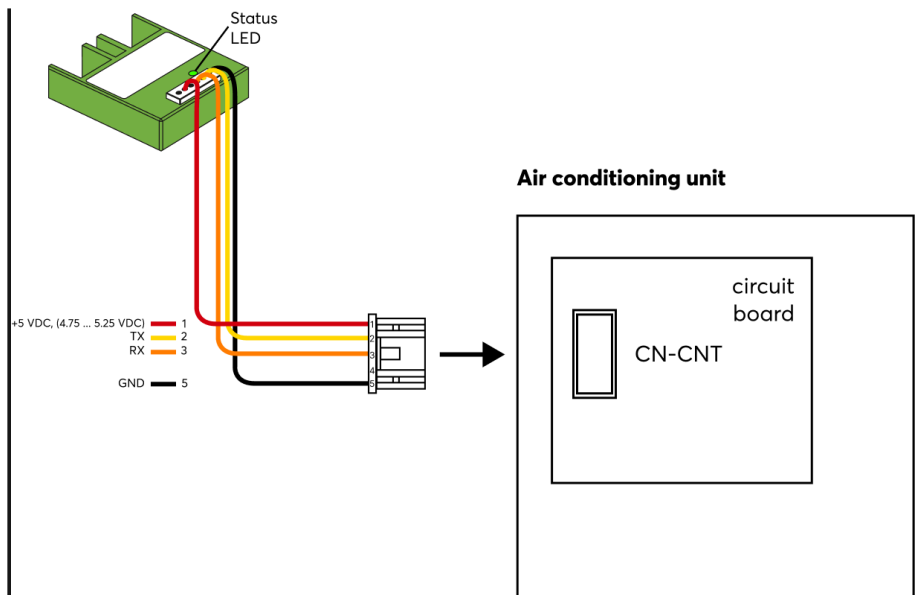 Status
LED
Air conditioning unit
circuit
board
CN-CNT
+5 VDC, (4.75 ... 5.25 VDC) 1
TX 2
RX 3
GND 5
1
2
3
4
5